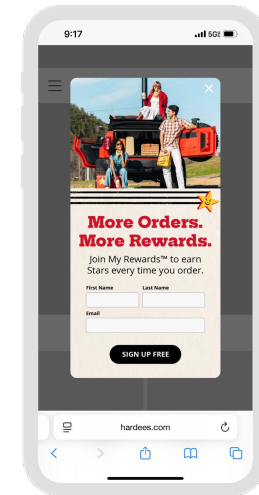 9:17
5G
More Orders.
More Rewards.
Join My Rewards™ to earn
Stars every time you order.
First Name Last Name
Email
SIGN UP FREE
hardees.com